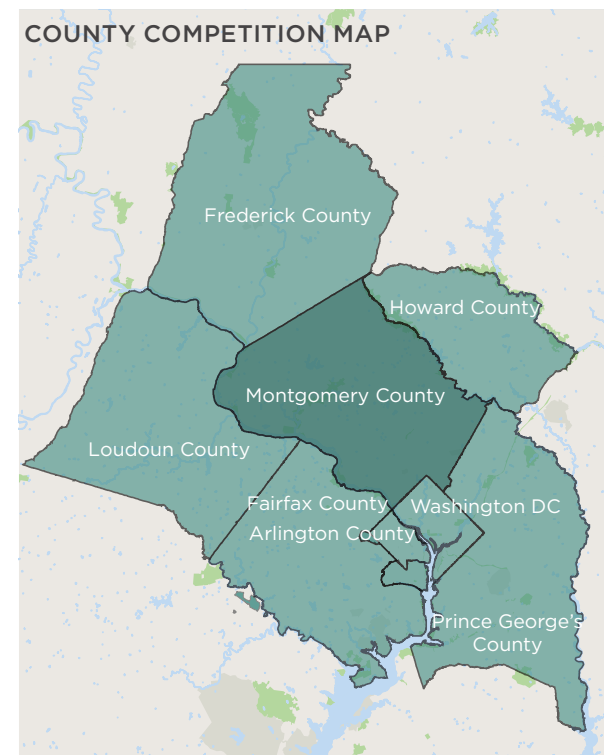 COUNTY COMPETITION MAP
Frederick County
Howard County
Montgomery County
Loudoun County
Fairfax County
Washington DC
Arlington County
Prince George's
County